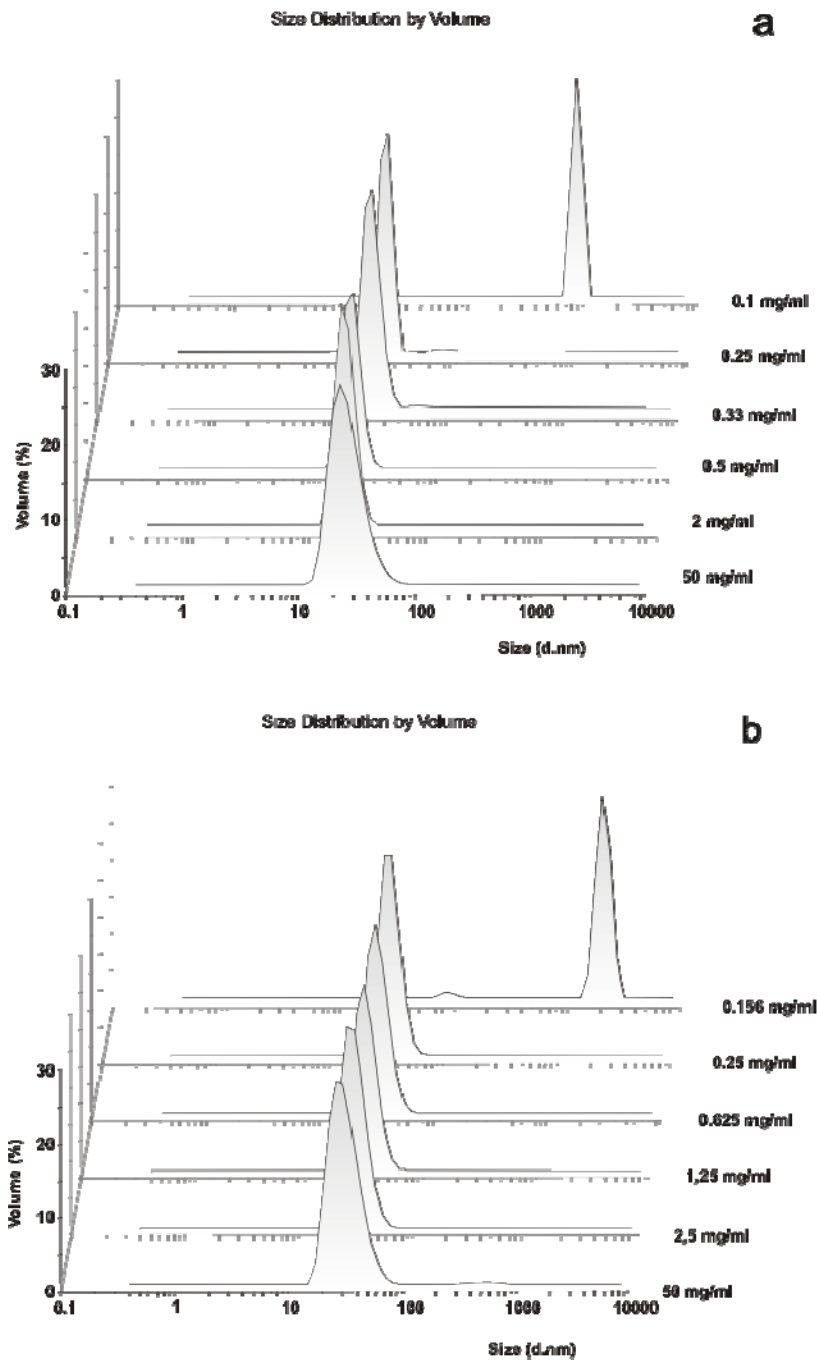 Size Distribution by Volume
a
0.1 mg/ml
0.25 mg/ml
0.33 mg/ml
0.5 mg/ml
2 mg/ml
50 mg/ml
30
20
10
0
Volume (%)
0.1 1 10 100 1000 10000
Size (d.nm)
Size Distribution by Volume
b
0.156 mg/ml
0.25 mg/ml
0.625 mg/ml
1,25 mg/ml
2,5 mg/ml
50 mg/ml
30
20
10
0
Volume (%)
0.1 1 10 100 1000 10000
Size (d.nm)